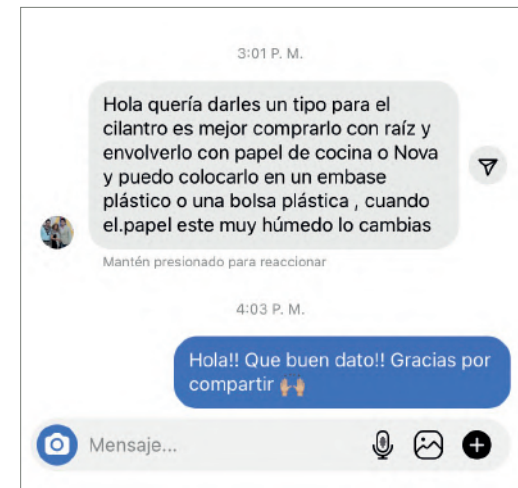 3:01 P. M.
Hola quería darles un tipo para el
cilantro es mejor comprarlo con raíz y
envolverlo con papel de cocina o Nova
y puedo colocarlo en un embase
plástico o una bolsa plástica , cuando
el.papel este muy húmedo lo cambias
Mantén presionado para reaccionar
4:03 P. M.
Hola!! Que buen dato!! Gracias por
compartir 🙌🏼
Mensaje...